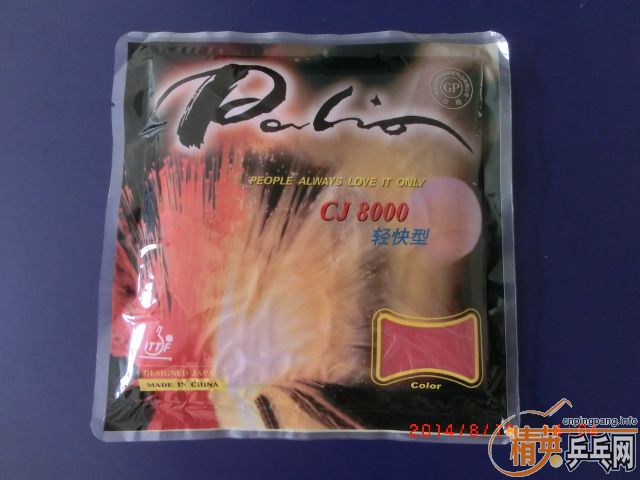 Palio
GP
PEOPLE ALWAYS LOVE IT ONLY
CJ 8000
轻快型
ITTF
DESIGNED JAPA
MADE IN CHINA
Color
2014/8/1
cnpingpang.info
精英乒乓网